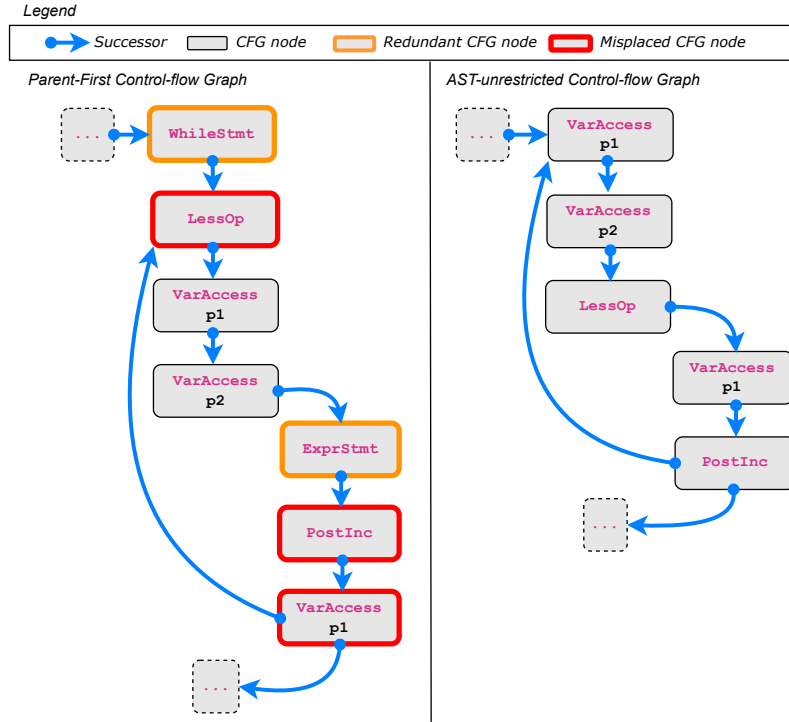 Legend
Successor CFG node Redundant CFG node Misplaced CFG node
Parent-First Control-flow Graph
...
WhileStmt
LessOp
VarAccess
p1
VarAccess
p2
ExprStmt
PostInc
VarAccess
p1
...
AST-unrestricted Control-flow Graph
...
VarAccess
p1
VarAccess
p2
LessOp
VarAccess
p1
PostInc
...